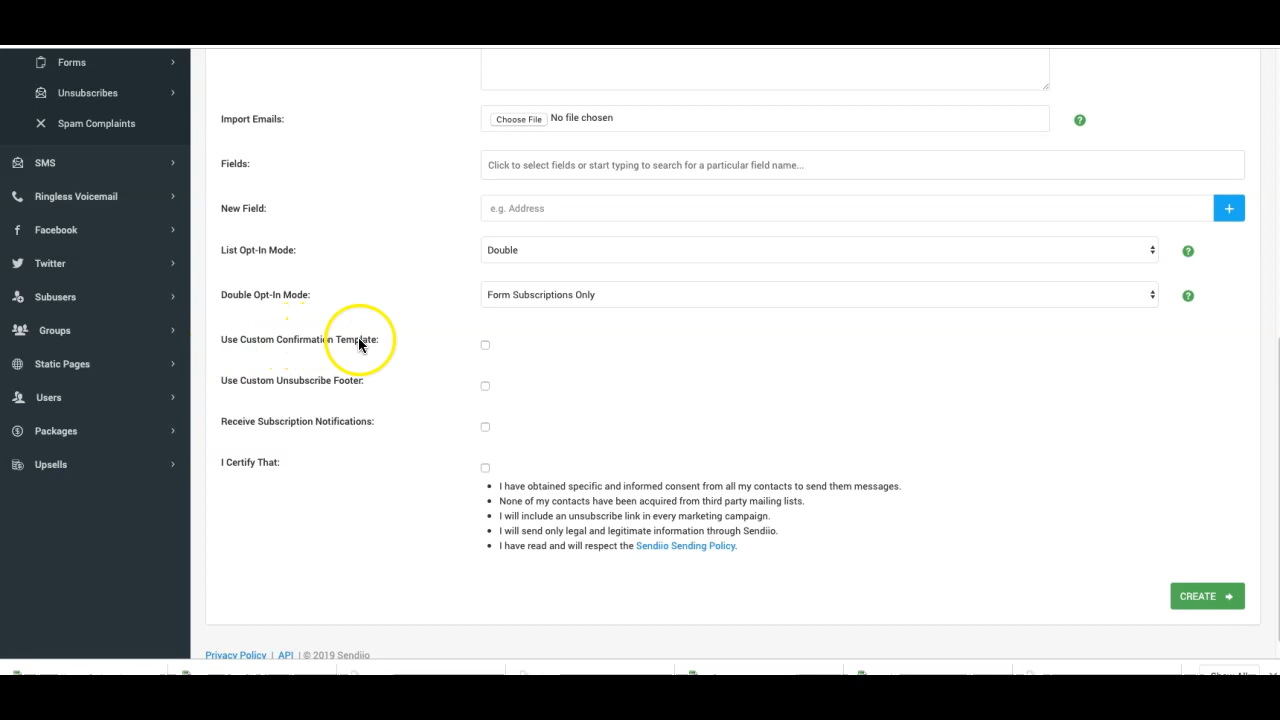 Forms
Unsubscribes
Spam Complaints
SMS
Ringless Voicemail
Facebook
Twitter
Subusers
Groups
Static Pages
Users
Packages
Upsells
Import Emails:
Choose File No file chosen
Fields:
Click to select fields or start typing to search for a particular field name...
New Field:
e.g. Address
List Opt-In Mode:
Double
Double Opt-In Mode:
Form Subscriptions Only
Use Custom Confirmation Template:
Use Custom Unsubscribe Footer:
Receive Subscription Notifications:
I Certify That:
• I have obtained specific and informed consent from all my contacts to send them messages.
• None of my contacts have been acquired from third party mailing lists.
• I will include an unsubscribe link in every marketing campaign.
• I will send only legal and legitimate information through Sendiio.
• I have read and will respect the Sendiio Sending Policy.
CREATE
Privacy Policy | API | © 2019 Sendiio